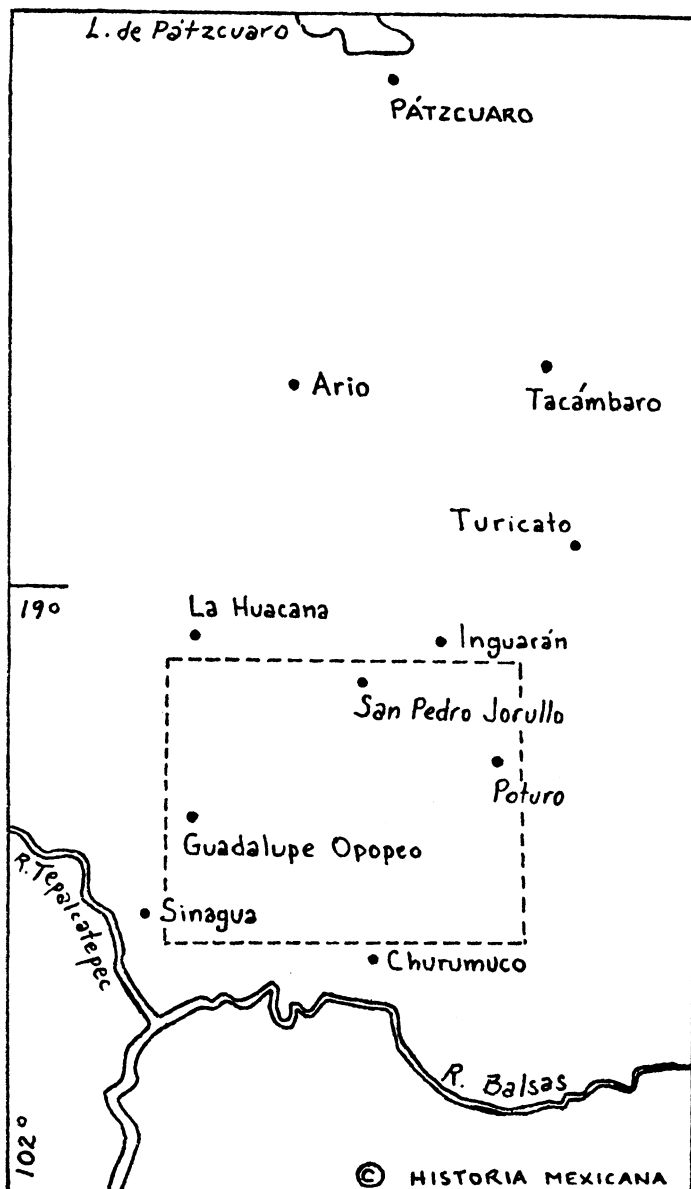 L. de Pátzcuaro
PÁTZCUARO
Ario
Tacámbaro
Turicato
19°
La Huacana
Inguarán
San Pedro Jorullo
Poturo
Guadalupe Opopeo
R. Tepalcatepec
Sinagua
Churumuco
R. Balsas
102°
© HISTORIA MEXICANA